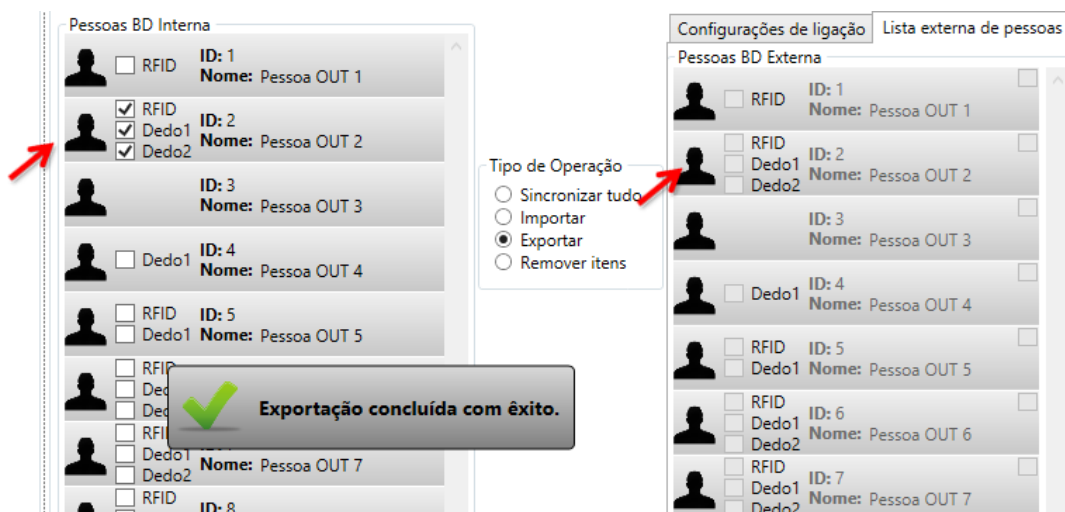 Pessoas BD Interna
RFID
ID: 1
Nome: Pessoa OUT 1
RFID
Dedo1
Dedo2
ID: 2
Nome: Pessoa OUT 2
ID: 3
Nome: Pessoa OUT 3
Dedo1
ID: 4
Nome: Pessoa OUT 4
RFID
Dedo1
ID: 5
Nome: Pessoa OUT 5
RFID
RFID
Dedo1
Dedo2
Nome: Pessoa OUT 7
RFID
ID: 8
Exportação concluída com êxito.
Tipo de Operação
Sincronizar tudo
Importar
Exportar
Remover itens
Configurações de ligação
Lista externa de pessoas
Pessoas BD Externa
RFID
ID: 1
Nome: Pessoa OUT 1
RFID
Dedo1
Dedo2
ID: 2
Nome: Pessoa OUT 2
ID: 3
Nome: Pessoa OUT 3
Dedo1
ID: 4
Nome: Pessoa OUT 4
RFID
Dedo1
ID: 5
Nome: Pessoa OUT 5
RFID
Dedo1
Dedo2
ID: 6
Nome: Pessoa OUT 6
RFID
Dedo1
Dedo2
ID: 7
Nome: Pessoa OUT 7